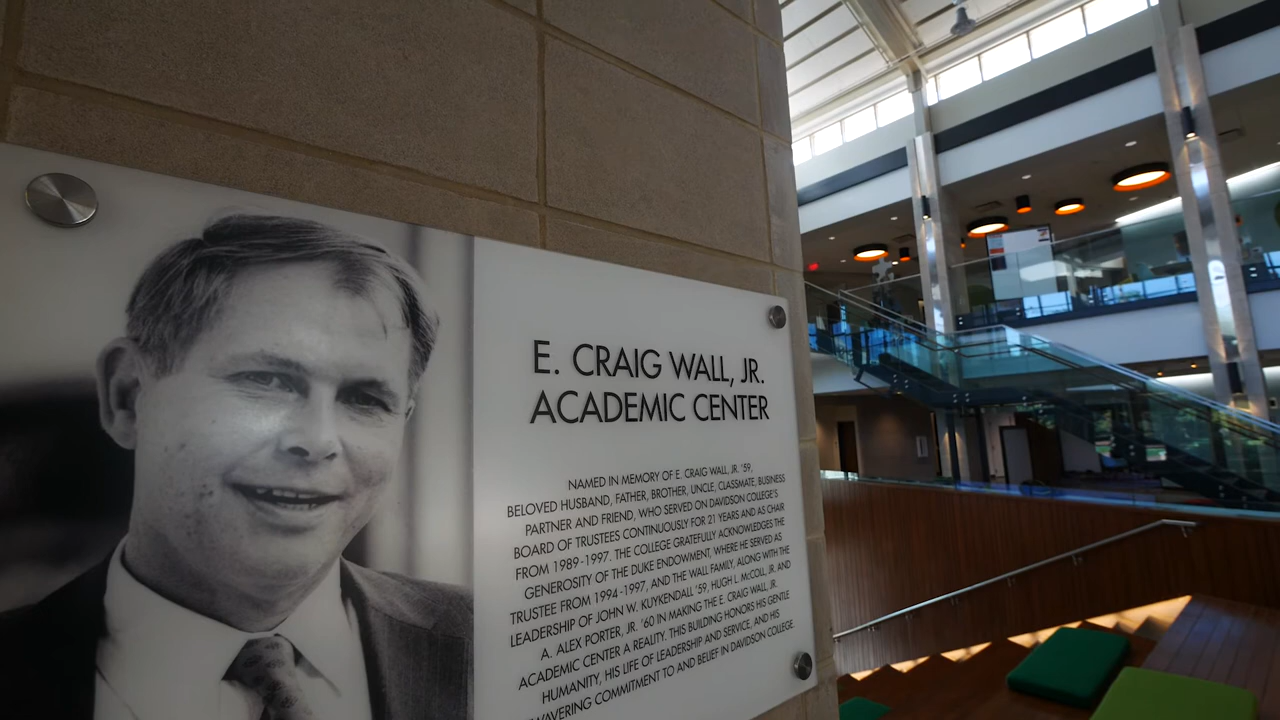 E. CRAIG WALL, JR.
ACADEMIC CENTER
NAMED IN MEMORY OF E. CRAIG WALL, JR. '59,
BELOVED HUSBAND, FATHER, BROTHER, UNCLE, CLASSMATE, BUSINESS
PARTNER AND FRIEND, WHO SERVED ON DAVIDSON COLLEGE'S
BOARD OF TRUSTEES CONTINUOUSLY FOR 21 YEARS AND AS CHAIR
FROM 1989-1997. THE COLLEGE GRATEFULLY ACKNOWLEDGES THE
GENEROSITY OF THE DUKE ENDOWMENT, WHERE HE SERVED AS
TRUSTEE FROM 1994-1997, AND THE WALL FAMILY, ALONG WITH THE
LEADERSHIP OF JOHN W. KUYKENDALL '59, HUGH L. McCOLL, JR. AND
A. ALEX PORTER, JR. '60 IN MAKING THE E. CRAIG WALL, JR.
ACADEMIC CENTER A REALITY. THIS BUILDING HONORS HIS GENTLE
HUMANITY, HIS LIFE OF LEADERSHIP AND SERVICE, AND HIS
WAVERING COMMITMENT TO AND BELIEF IN DAVIDSON COLLEGE.